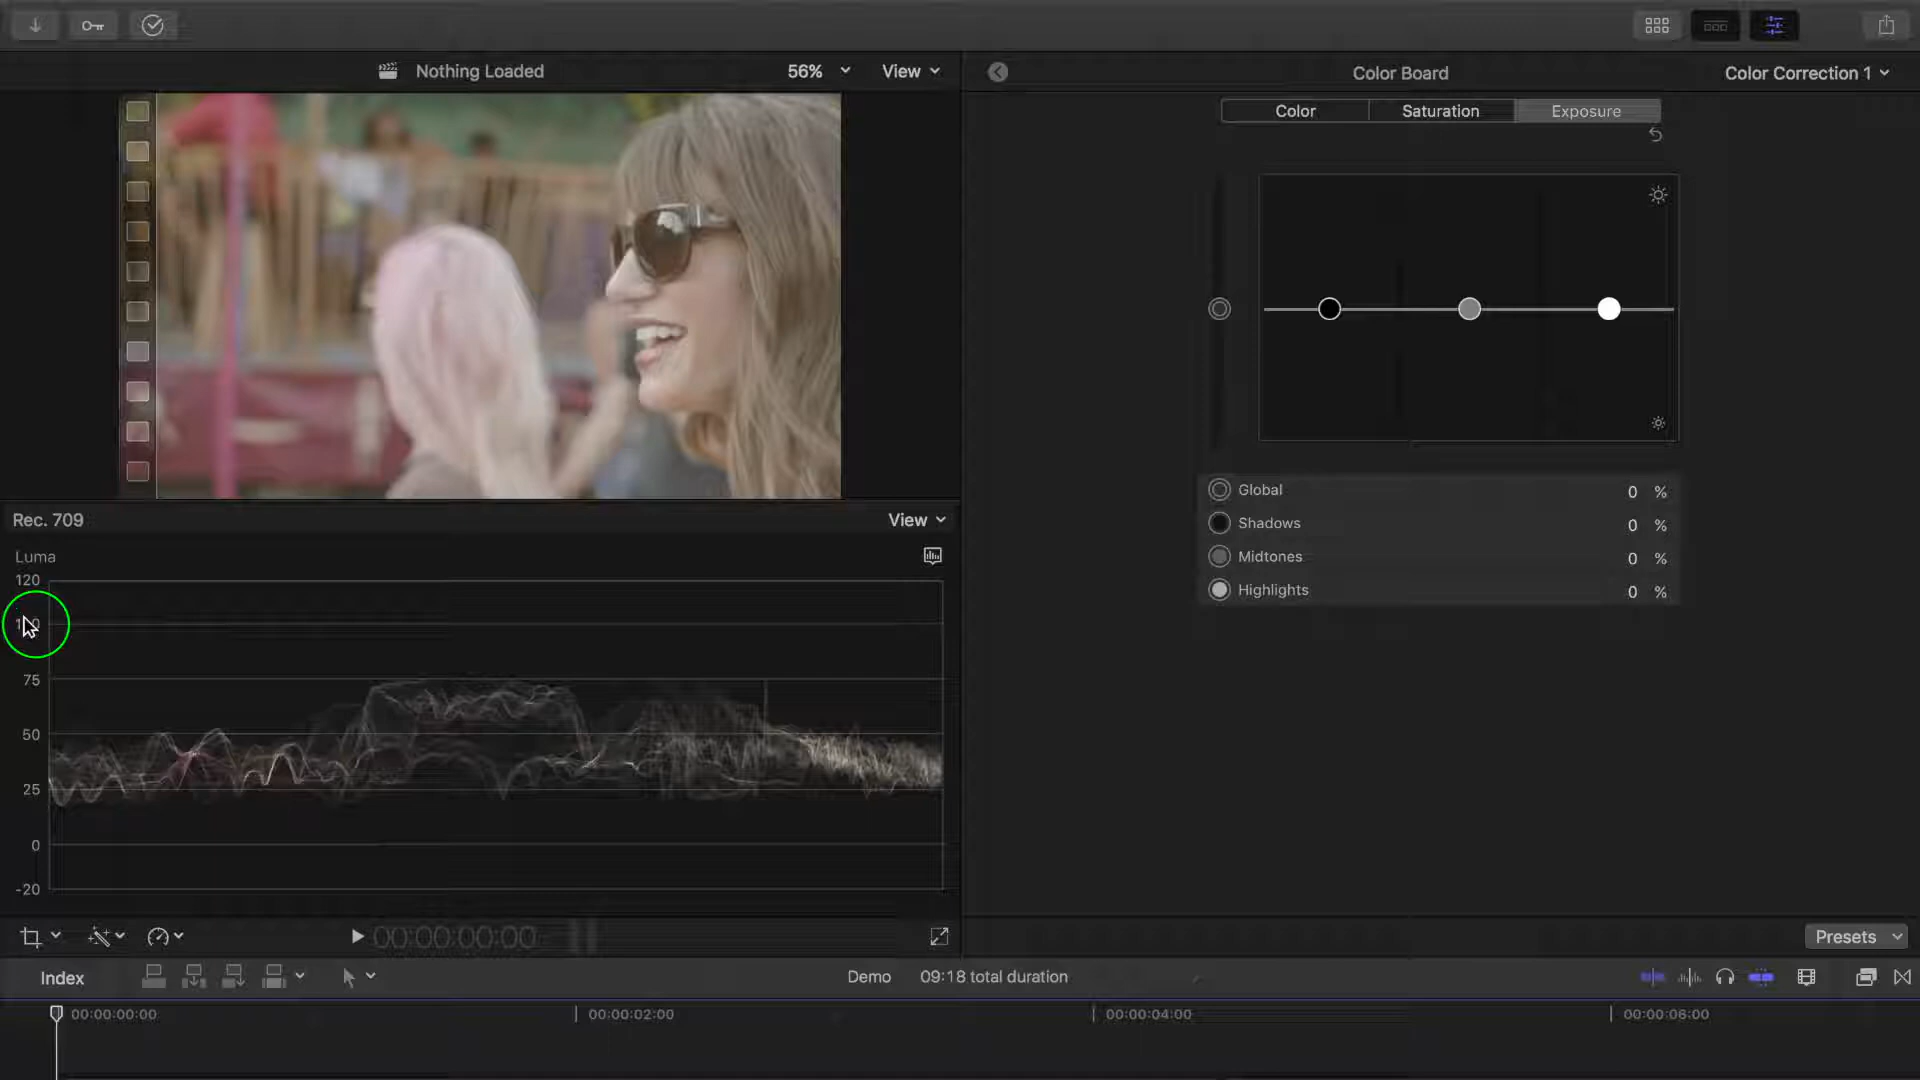 Nothing Loaded
56%
View
Color Board
Color Correction 1
Color
Saturation
Exposure
Global
0 %
Shadows
0 %
Midtones
0 %
Highlights
0 %
Rec. 709
View
Luma
120
75
50
25
0
-20
00:00:00:00
Presets
Index
Demo
09:18 total duration
00:00:00:00
00:00:02:00
00:00:04:00
00:00:06:00